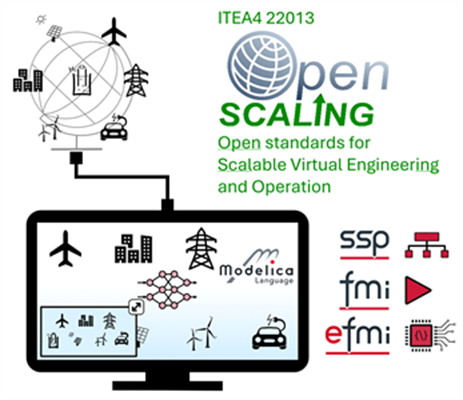 ITEA4 22013
Open
SCALING
Open standards for
Scalable Virtual Engineering
and Operation
Modelica
Language
ssp
fmi
efmi